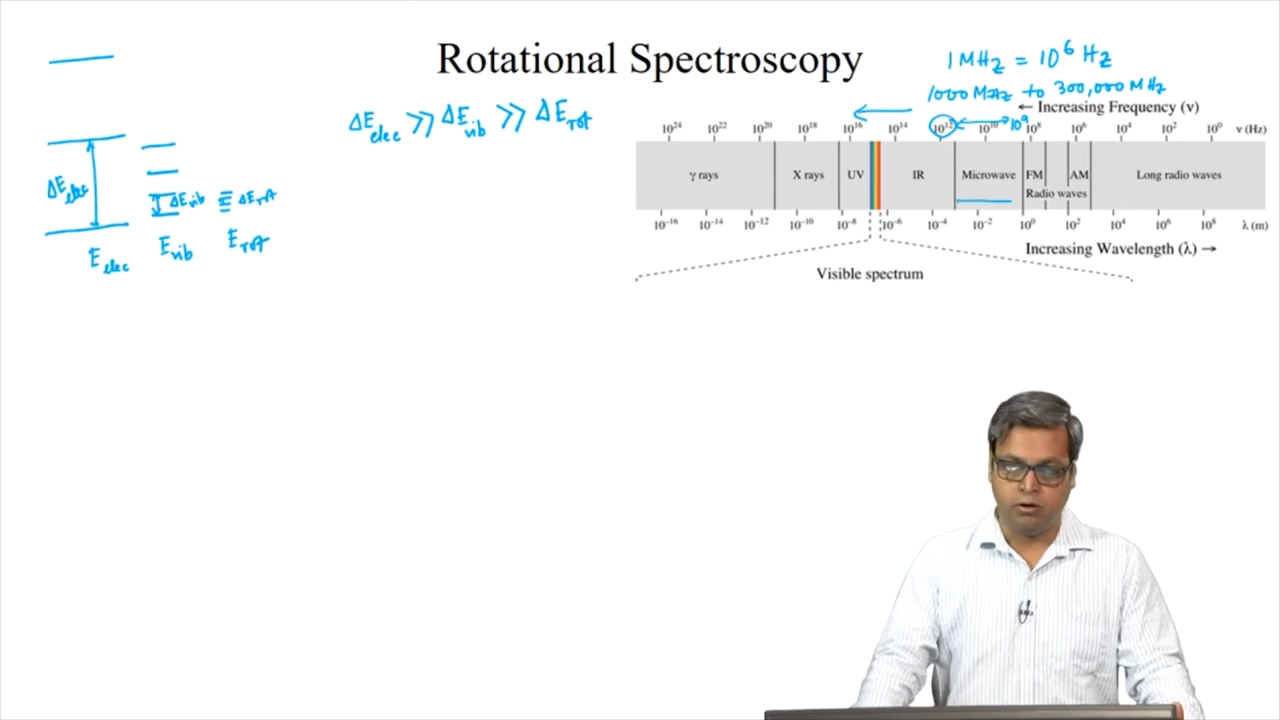 Rotational Spectroscopy
1 MHz = 10⁶ Hz
1000 MHz to 300,000 MHz
← Increasing Frequency (ν)
ΔE_elec >> ΔE_vib >> ΔE_rot
10²⁴ 10²² 10²⁰ 10¹⁸ 10¹⁶ 10¹⁴ 10¹² 10¹⁰ 10⁹ 10⁸ 10⁶ 10² 10⁰ ν (Hz)
γ rays X rays UV IR Microwave FM AM Long radio waves
Radio waves
10⁻¹⁶ 10⁻¹⁴ 10⁻¹² 10⁻¹⁰ 10⁻⁸ 10⁻⁶ 10⁻⁴ 10⁻² 10⁰ 10² 10⁴ 10⁶ 10⁸ λ (m)
Increasing Wavelength (λ) →
Visible spectrum
ΔE_elec ΔE_vib ΔE_rot
E_elec E_vib E_rot